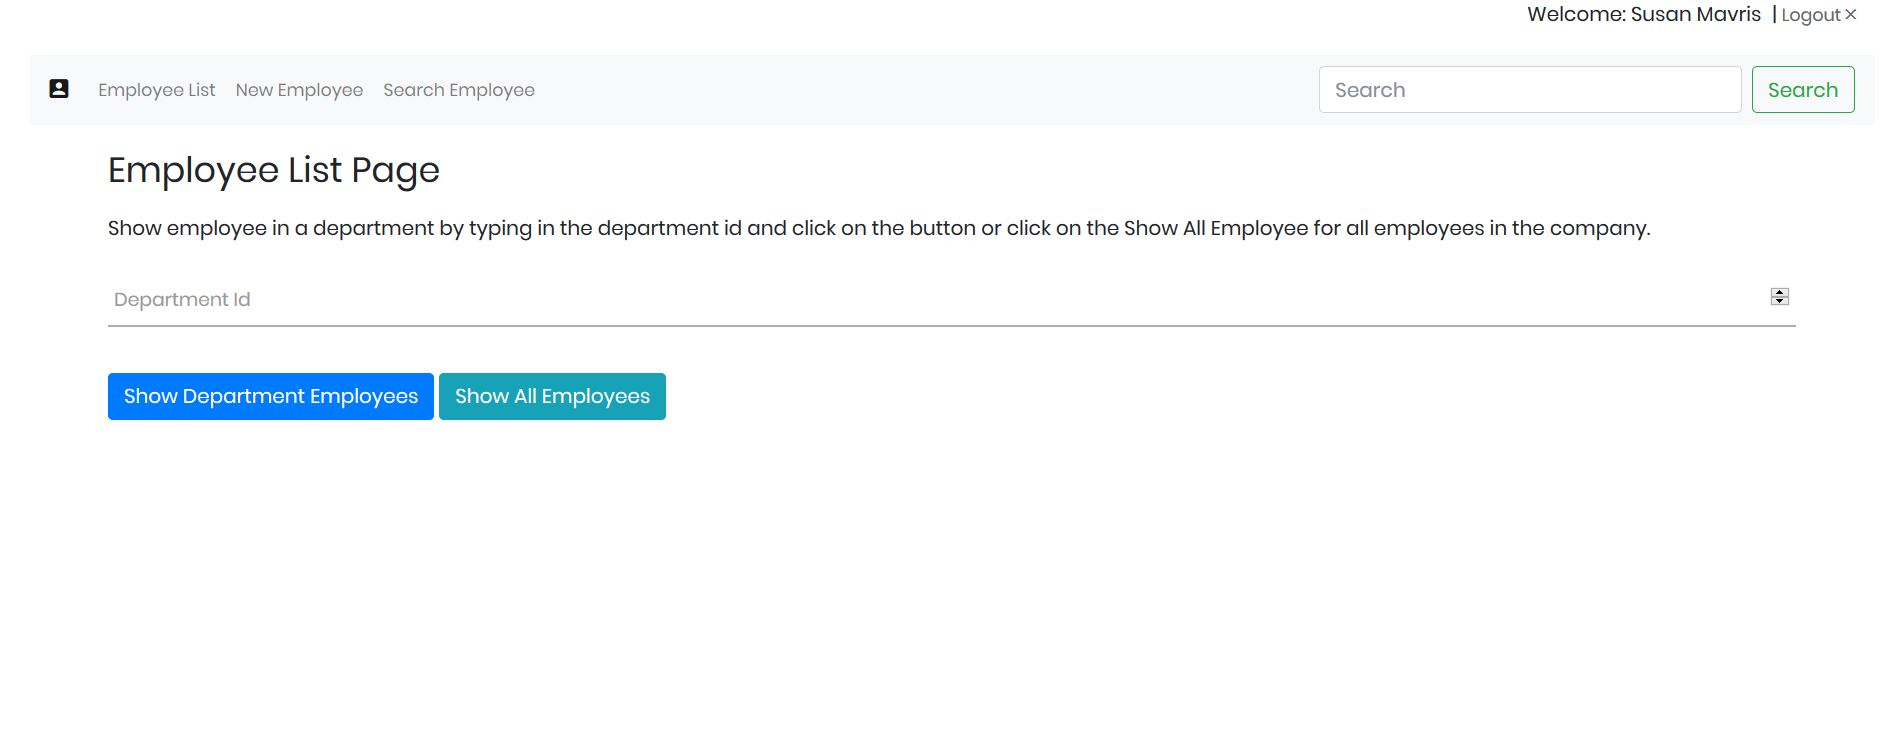 Welcome: Susan Mavris | Logout ×
Employee List New Employee Search Employee Search Search
Employee List Page
Show employee in a department by typing in the department id and click on the button or click on the Show All Employee for all employees in the company.
Department Id
Show Department Employees Show All Employees